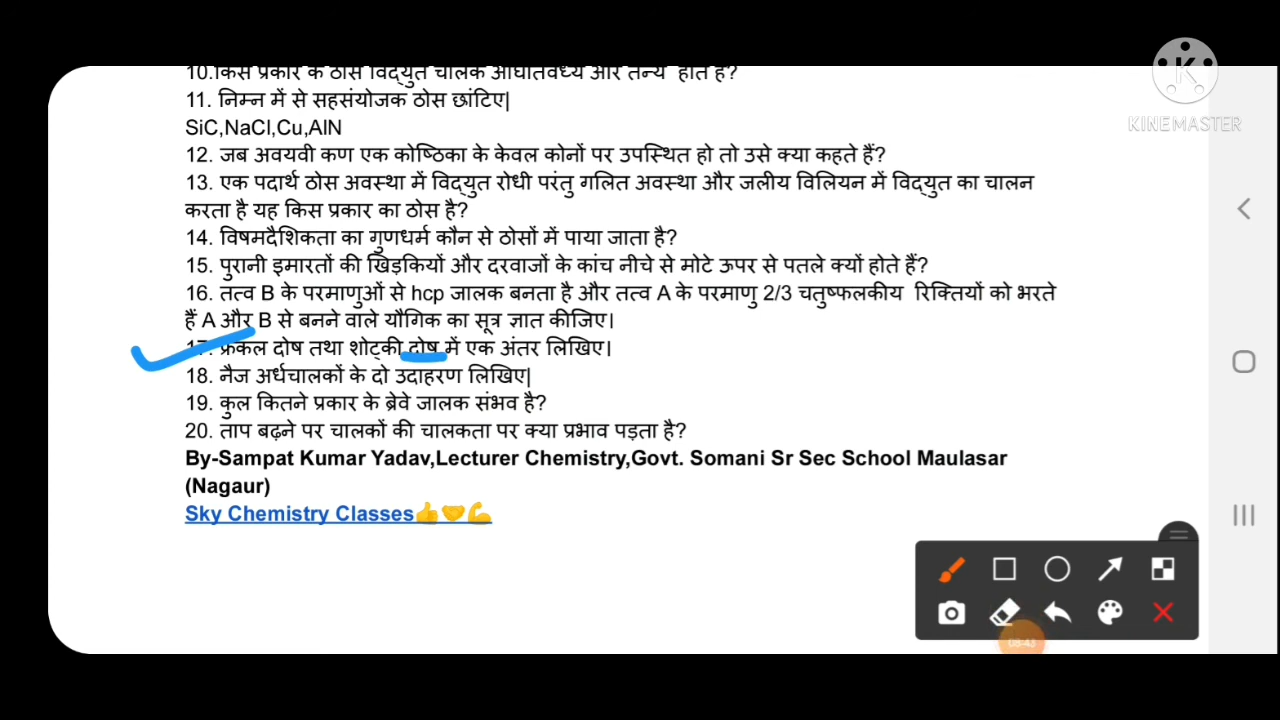 10.किस प्रकार के ठोस विद्युत चालक आघातवर्ध्य और तन्य होते हैं?
11. निम्न में से सहसंयोजक ठोस छांटिए|
SiC,NaCl,Cu,AlN
12. जब अवयवी कण एक कोष्ठिका के केवल कोनों पर उपस्थित हो तो उसे क्या कहते हैं?
13. एक पदार्थ ठोस अवस्था में विद्युत रोधी परंतु गलित अवस्था और जलीय विलियन में विद्युत का चालन
करता है यह किस प्रकार का ठोस है?
14. विषमदैशिकता का गुणधर्म कौन से ठोसों में पाया जाता है?
15. पुरानी इमारतों की खिड़कियों और दरवाजों के कांच नीचे से मोटे ऊपर से पतले क्यों होते हैं?
16. तत्व B के परमाणुओं से hcp जालक बनता है और तत्व A के परमाणु 2/3 चतुष्फलकीय रिक्तियों को भरते
हैं A और B से बनने वाले यौगिक का सूत्र ज्ञात कीजिए।
17. फ्रेंकल दोष तथा शोट्की दोष में एक अंतर लिखिए।
18. नैज अर्धचालकों के दो उदाहरण लिखिए|
19. कुल कितने प्रकार के ब्रेवे जालक संभव है?
20. ताप बढ़ने पर चालकों की चालकता पर क्या प्रभाव पड़ता है?
By-Sampat Kumar Yadav,Lecturer Chemistry,Govt. Somani Sr Sec School Maulasar
(Nagaur)
Sky Chemistry Classes👍🤝💪
K
KINEMASTER
08:43